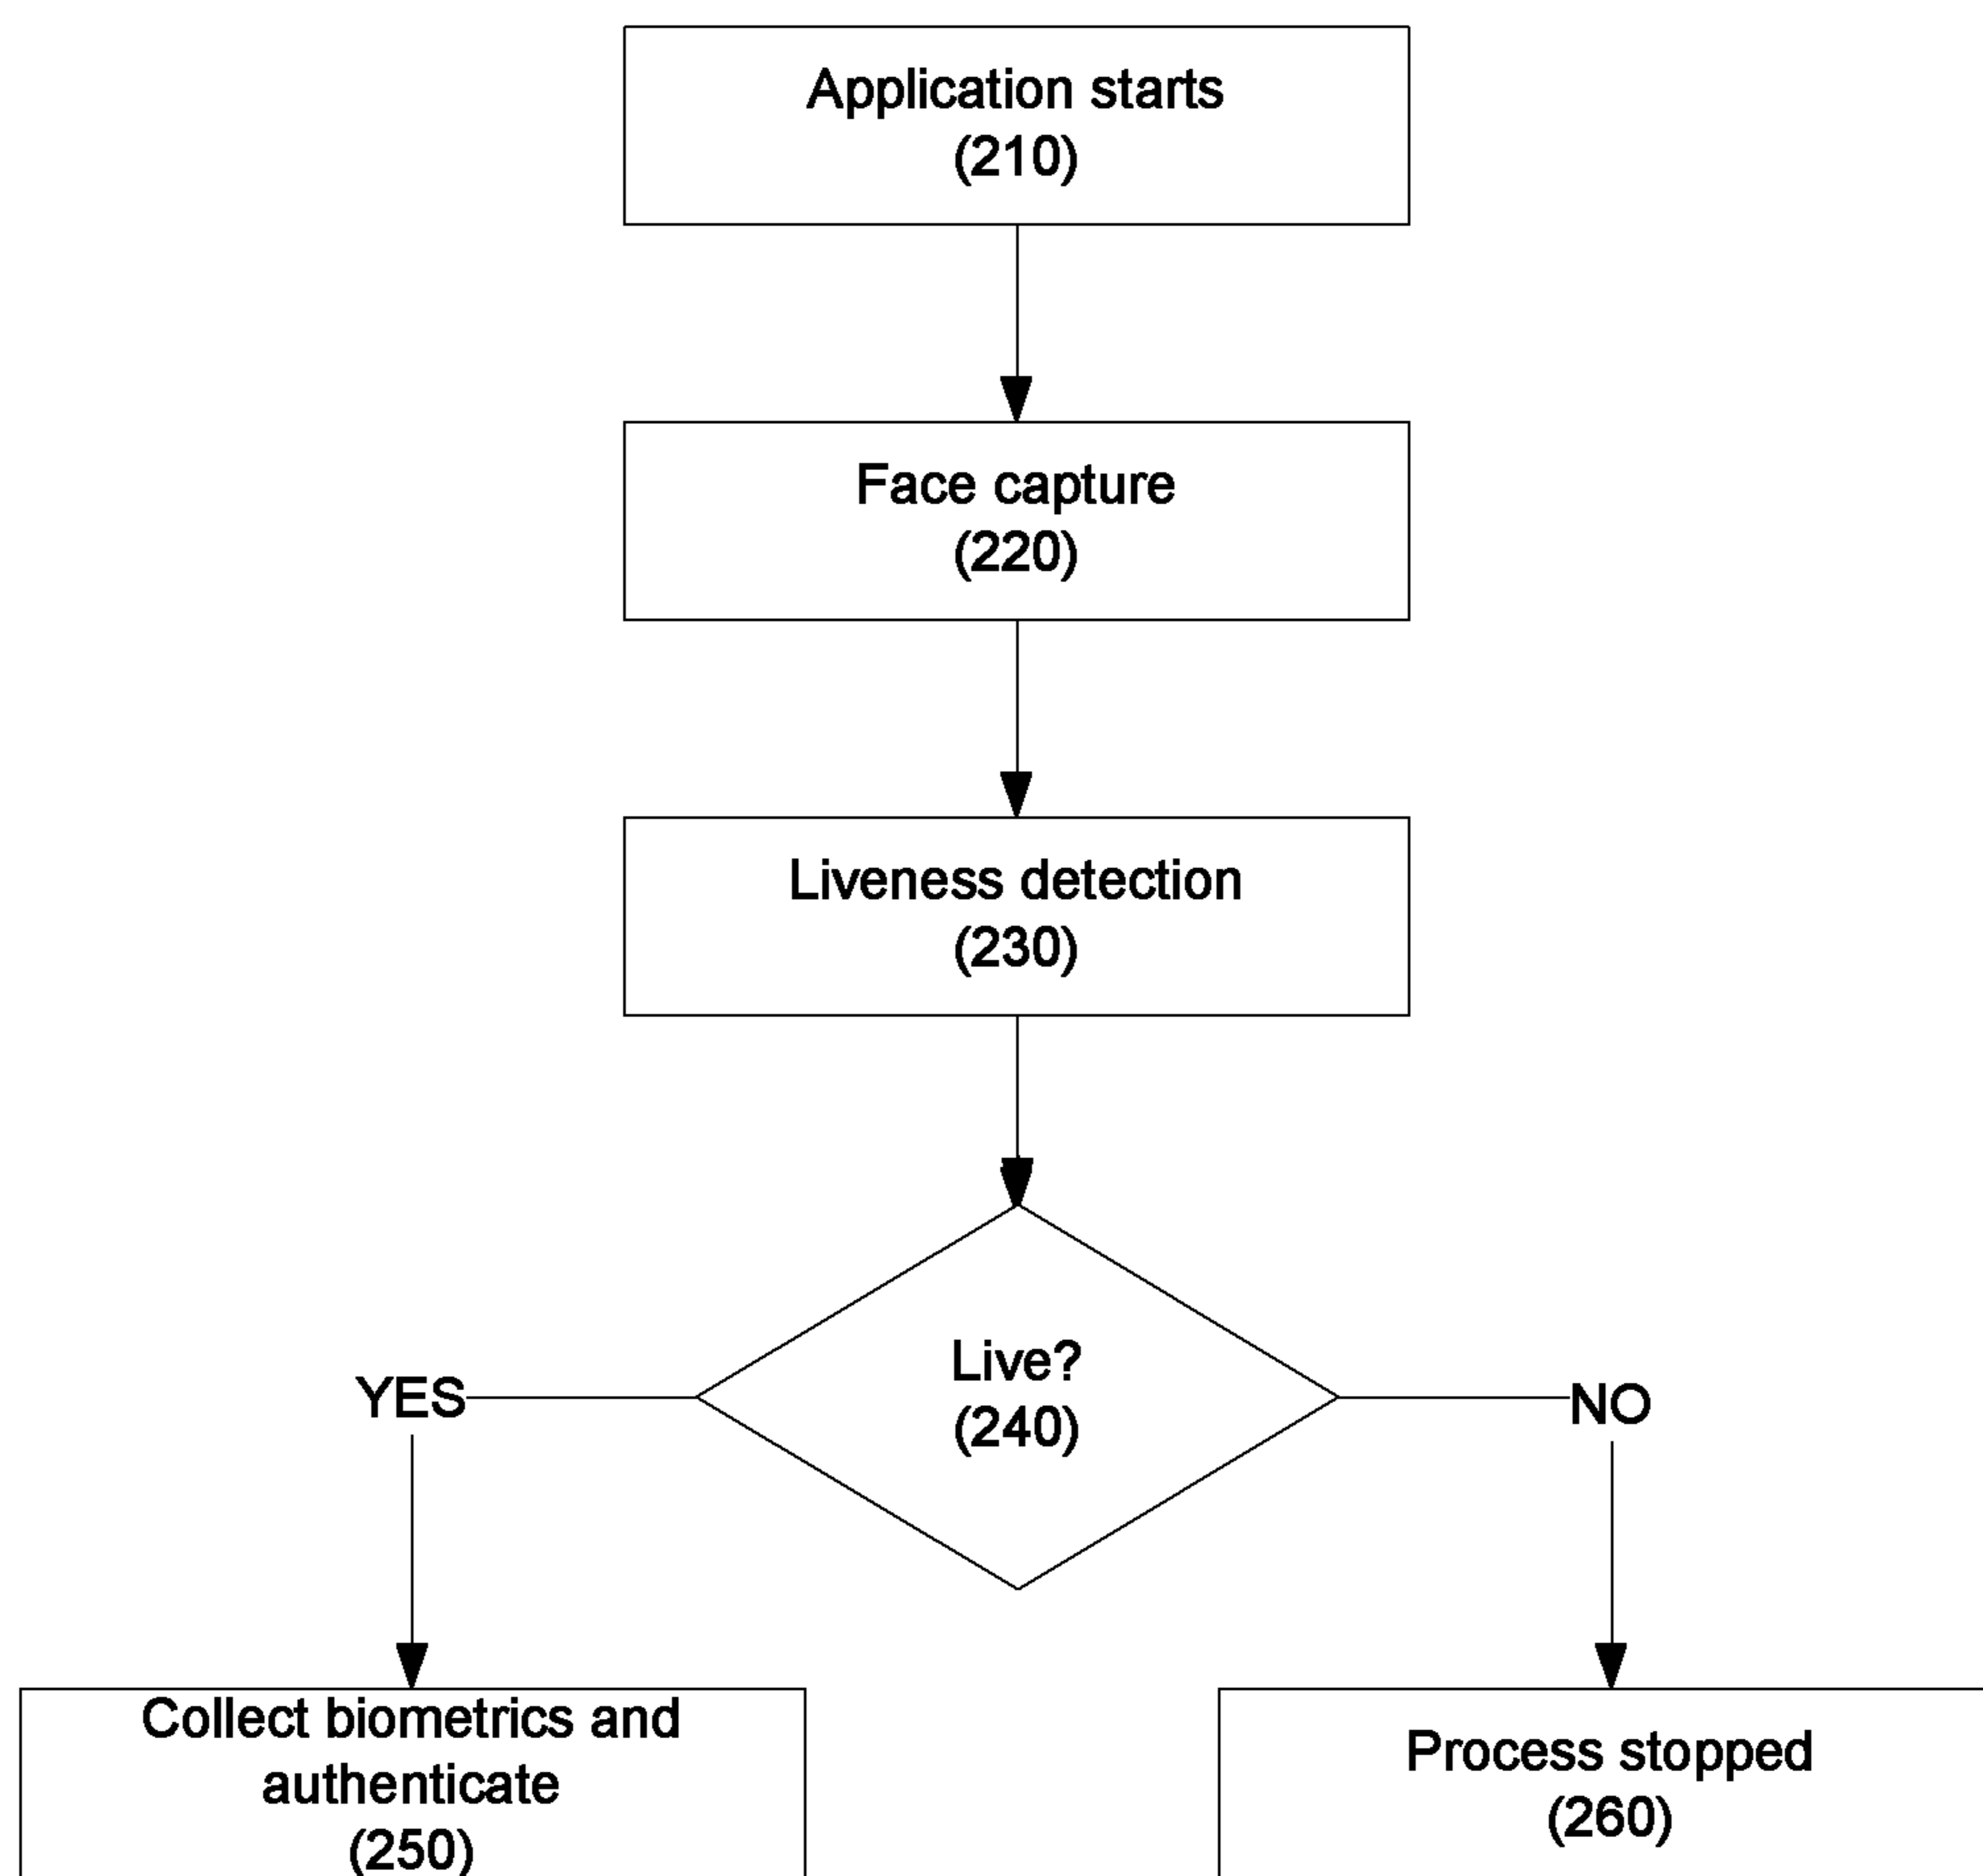 Application starts
(210)
Face capture
(220)
Liveness detection
(230)
Live?
(240)
YES
NO
Collect biometrics and
authenticate
(250)
Process stopped
(260)